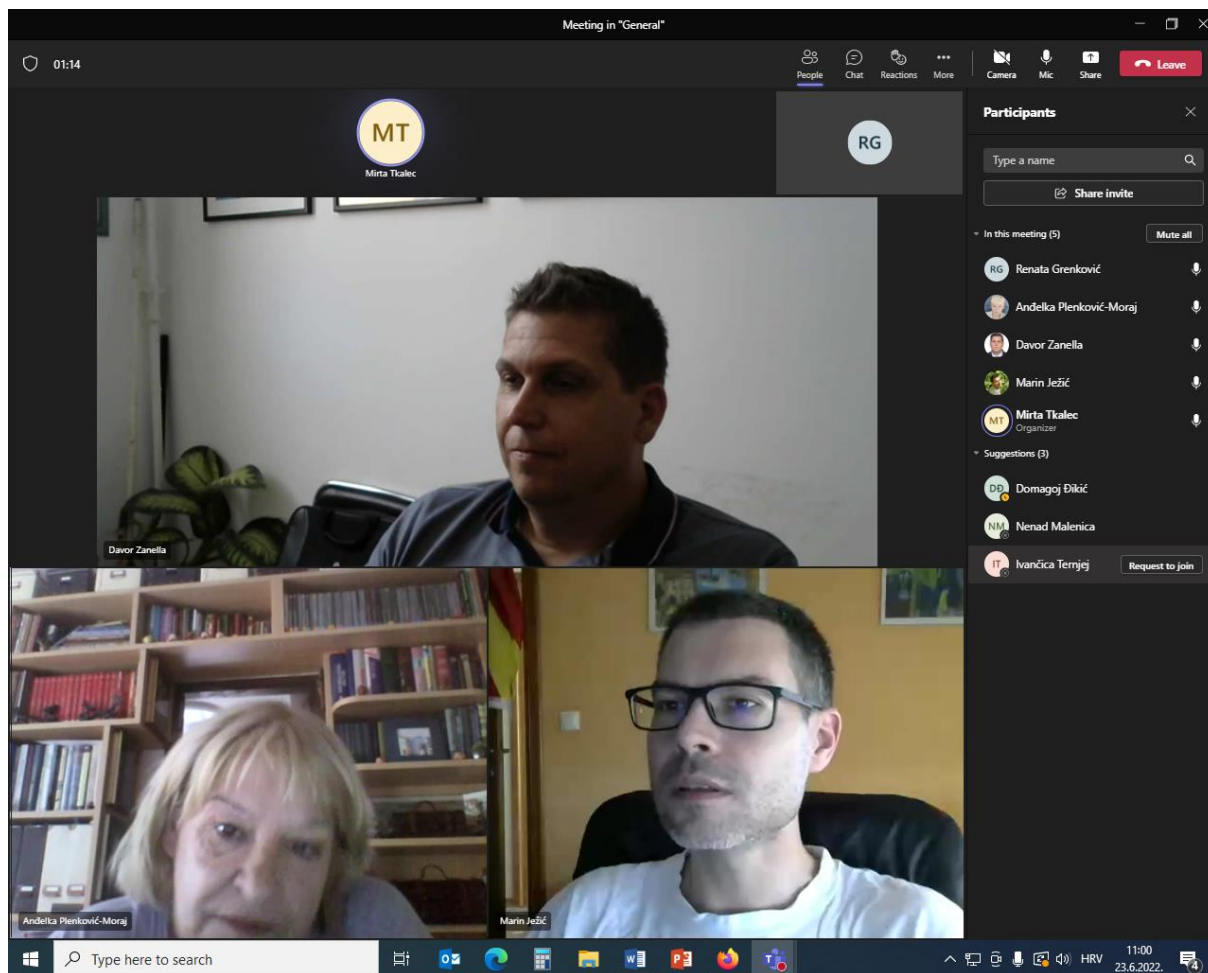 Meeting in "General"
01:14
People
Chat
Reactions
More
Camera
Mic
Share
Leave
MT
Mirta Tkalec
RG
Davor Zanella
Anđelka Plenković-Moraj
Marin Ježić
Participants
Type a name
Share invite
In this meeting (5)
Mute all
RG Renata Grenković
Anđelka Plenković-Moraj
Davor Zanella
Marin Ježić
MT Mirta Tkalec
Organizer
Suggestions (3)
DĐ Domagoj Đikić
NM Nenad Malenica
IT Ivančica Ternjej Request to join
Type here to search
HRV
11:00
23.6.2022.
4